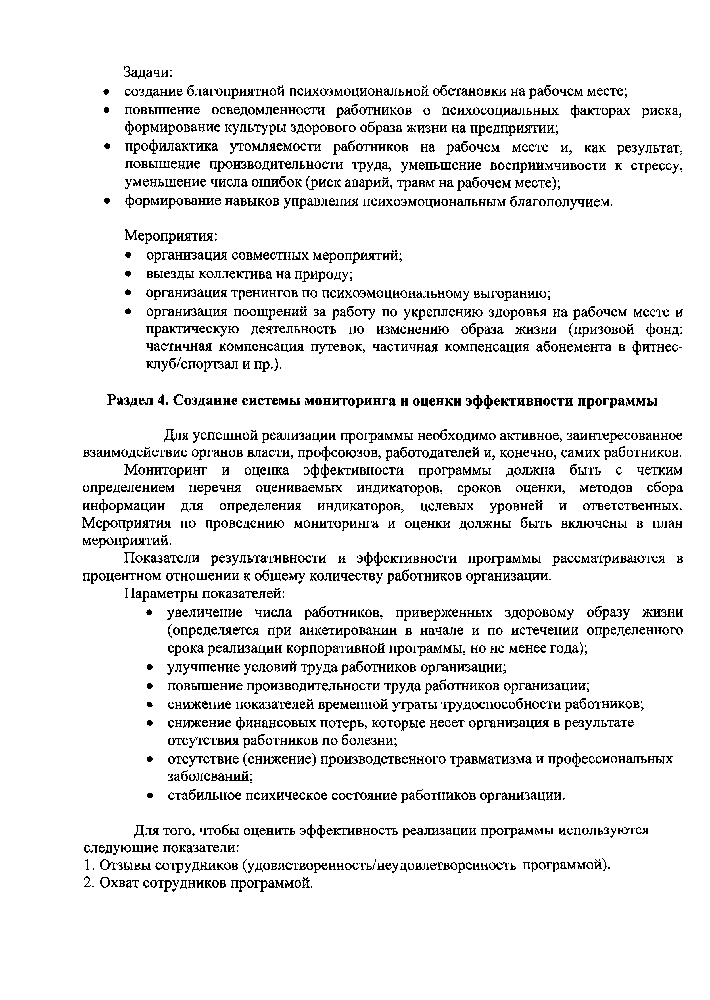 Задачи:
• создание благоприятной психоэмоциональной обстановки на рабочем месте;
• повышение осведомленности работников о психосоциальных факторах риска,
формирование культуры здорового образа жизни на предприятии;
• профилактика утомляемости работников на рабочем месте и, как результат,
повышение производительности труда, уменьшение восприимчивости к стрессу,
уменьшение числа ошибок (риск аварий, травм на рабочем месте);
• формирование навыков управления психоэмоциональным благополучием.
Мероприятия:
• организация совместных мероприятий;
• выезды коллектива на природу;
• организация тренингов по психоэмоциональному выгоранию;
• организация поощрений за работу по укреплению здоровья на рабочем месте и
практическую деятельность по изменению образа жизни (призовой фонд:
частичная компенсация путевок, частичная компенсация абонемента в фитнес-
клуб/спортзал и пр.).
Раздел 4. Создание системы мониторинга и оценки эффективности программы
Для успешной реализации программы необходимо активное, заинтересованное
взаимодействие органов власти, профсоюзов, работодателей и, конечно, самих работников.
Мониторинг и оценка эффективности программы должна быть с четким
определением перечня оцениваемых индикаторов, сроков оценки, методов сбора
информации для определения индикаторов, целевых уровней и ответственных.
Мероприятия по проведению мониторинга и оценки должны быть включены в план
мероприятий.
Показатели результативности и эффективности программы рассматриваются в
процентном отношении к общему количеству работников организации.
Параметры показателей:
• увеличение числа работников, приверженных здоровому образу жизни
(определяется при анкетировании в начале и по истечении определенного
срока реализации корпоративной программы, но не менее года);
• улучшение условий труда работников организации;
• повышение производительности труда работников организации;
• снижение показателей временной утраты трудоспособности работников;
• снижение финансовых потерь, которые несет организация в результате
отсутствия работников по болезни;
• отсутствие (снижение) производственного травматизма и профессиональных
заболеваний;
• стабильное психическое состояние работников организации.
Для того, чтобы оценить эффективность реализации программы используются
следующие показатели:
1. Отзывы сотрудников (удовлетворенность/неудовлетворенность программой).
2. Охват сотрудников программой.